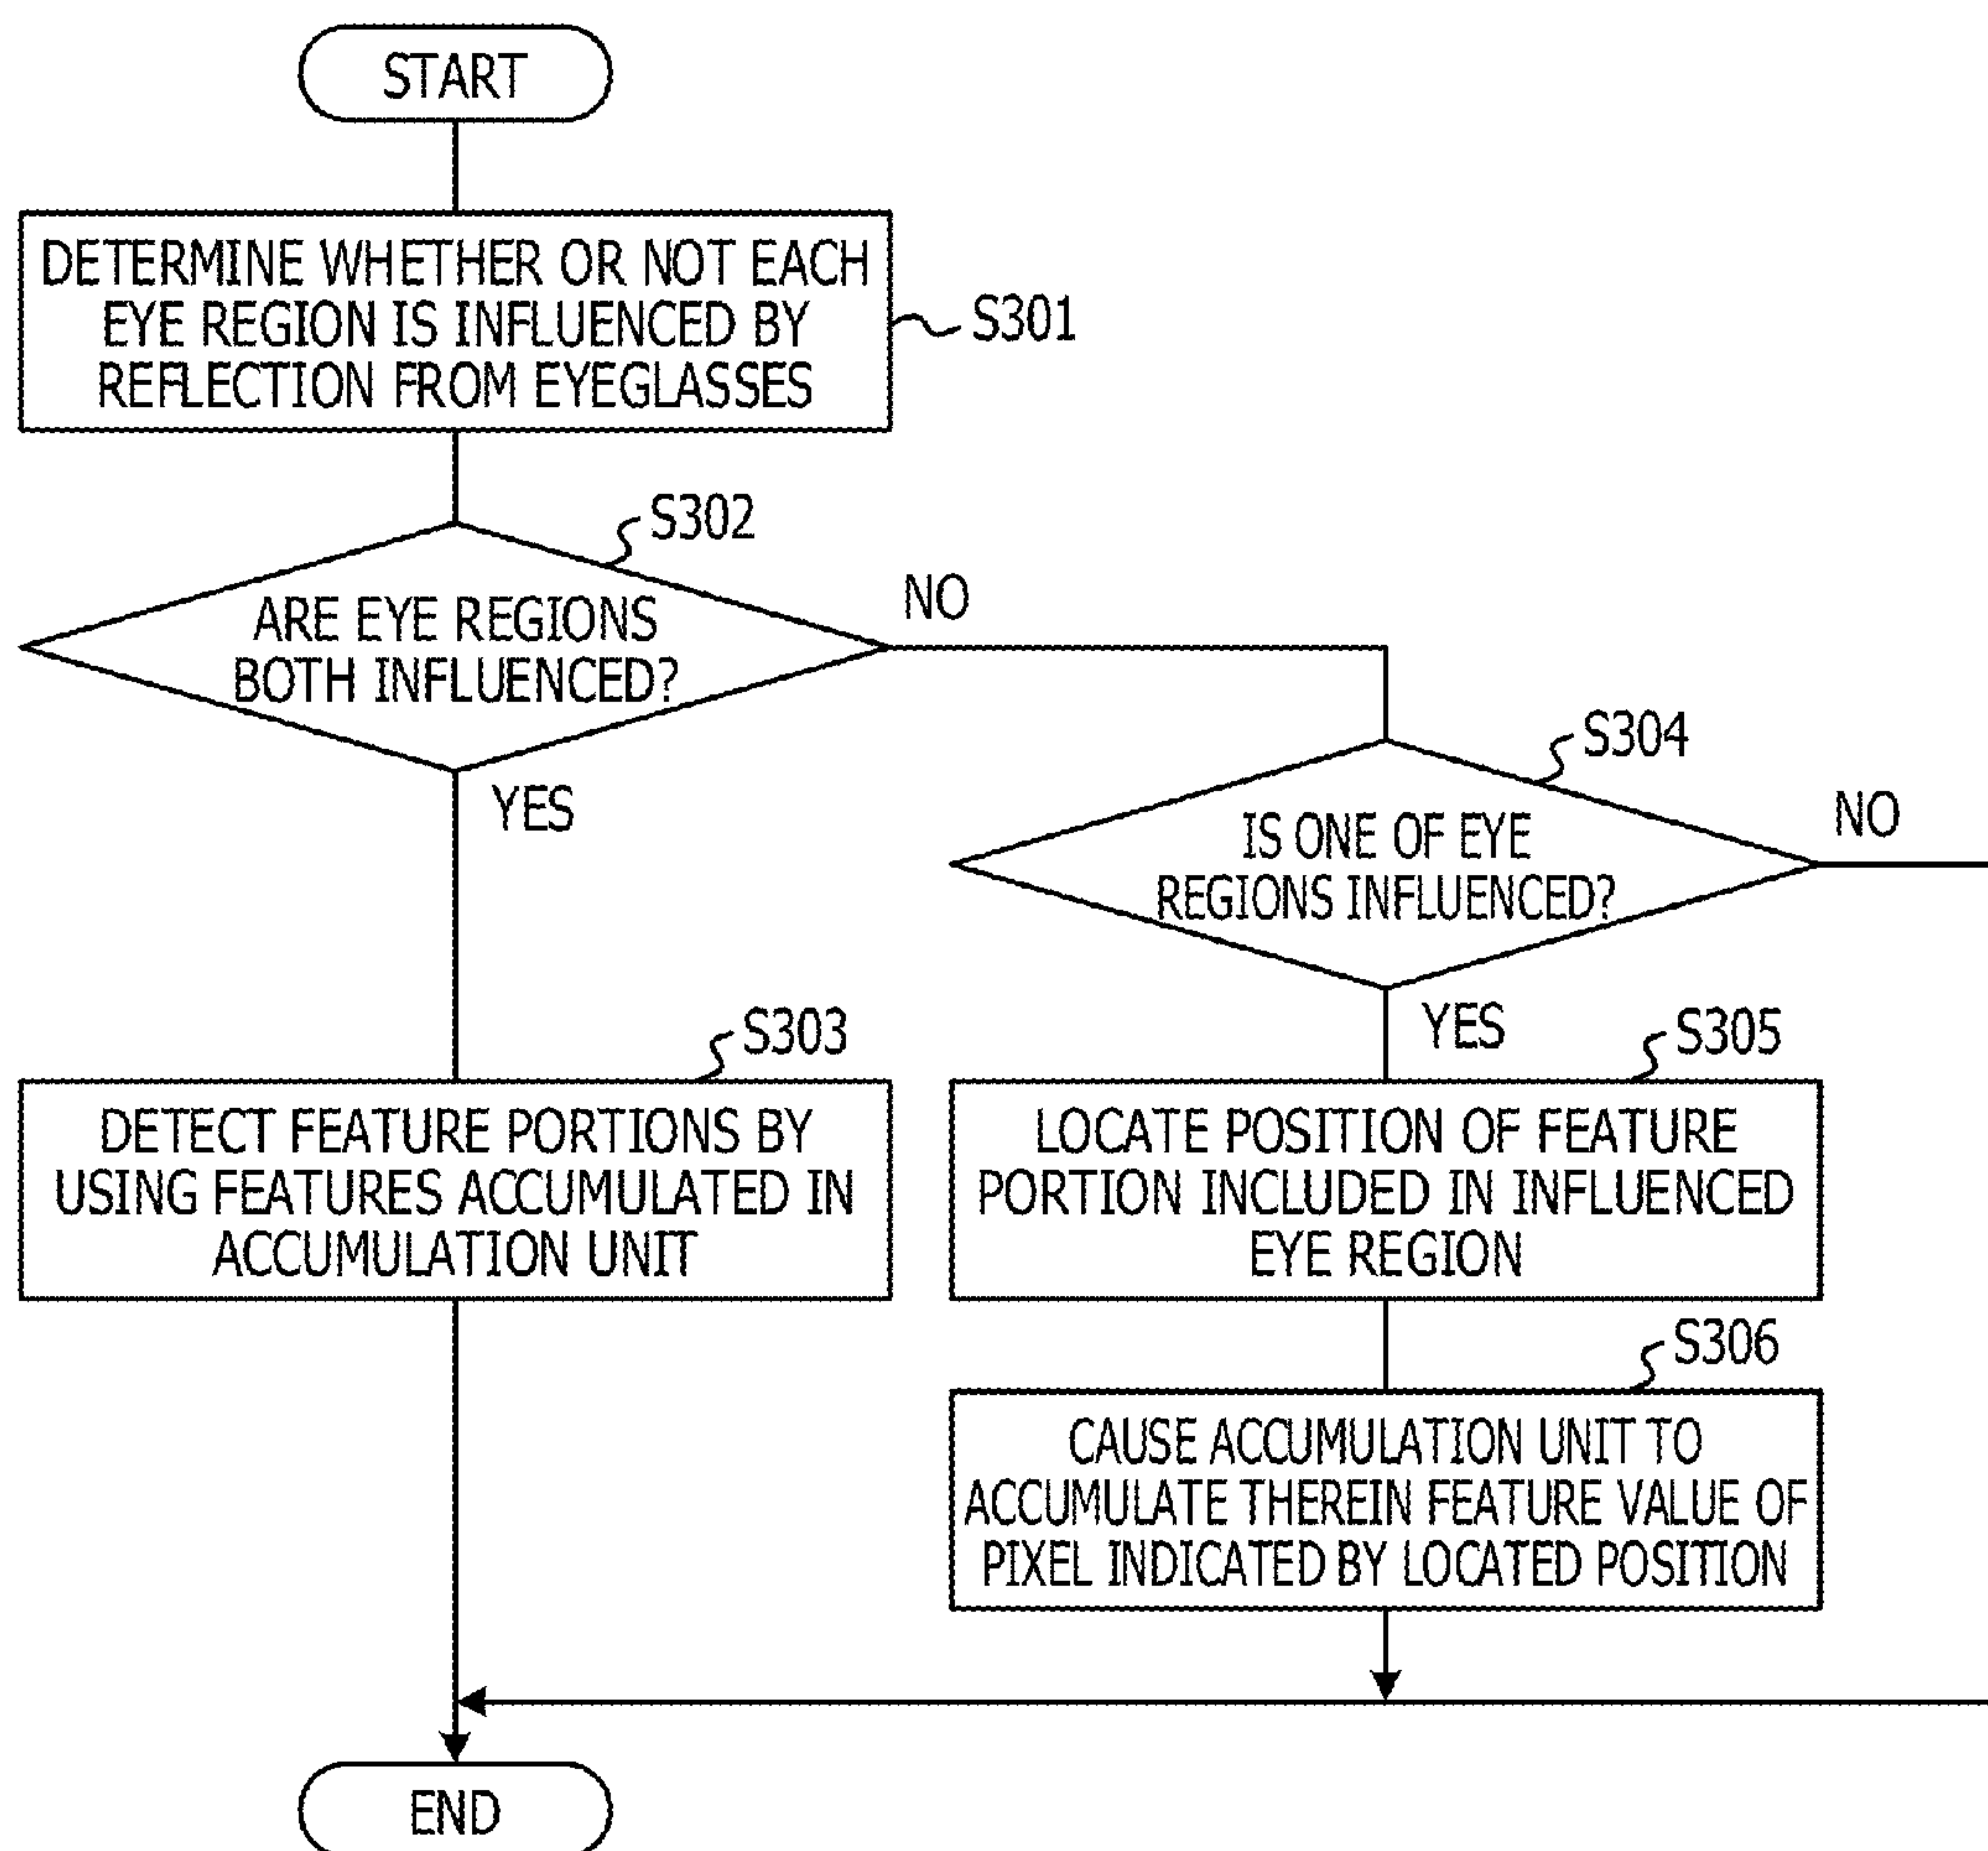 START
DETERMINE WHETHER OR NOT EACH
EYE REGION IS INFLUENCED BY
REFLECTION FROM EYEGLASSES
S301
S302
ARE EYE REGIONS
BOTH INFLUENCED?
NO
YES
S304
IS ONE OF EYE
REGIONS INFLUENCED?
NO
YES
S303
DETECT FEATURE PORTIONS BY
USING FEATURES ACCUMULATED IN
ACCUMULATION UNIT
S305
LOCATE POSITION OF FEATURE
PORTION INCLUDED IN INFLUENCED
EYE REGION
S306
CAUSE ACCUMULATION UNIT TO
ACCUMULATE THEREIN FEATURE VALUE OF
PIXEL INDICATED BY LOCATED POSITION
END